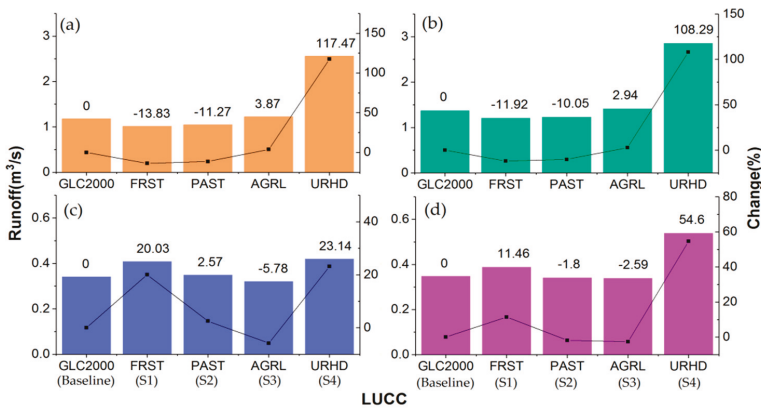 (a)
3
2
1
0
100
50
0
0
-13.83
-11.27
3.87
117.47
GLC2000
FRST
PAST
AGRL
URHD
(b)
3
2
1
0
150
100
50
0
0
-11.92
-10.05
2.94
108.29
GLC2000
FRST
PAST
AGRL
URHD
Runoff(m³/s)
Change(%)
(c)
0.6
0.4
0.2
0.0
40
20
0
0
20.03
2.57
-5.78
23.14
GLC2000
(Baseline)
FRST
(S1)
PAST
(S2)
AGRL
(S3)
URHD
(S4)
(d)
0.6
0.4
0.2
0.0
80
60
40
20
0
0
11.46
-1.8
-2.59
54.6
GLC2000
(Baseline)
FRST
(S1)
PAST
(S2)
AGRL
(S3)
URHD
(S4)
LUCC